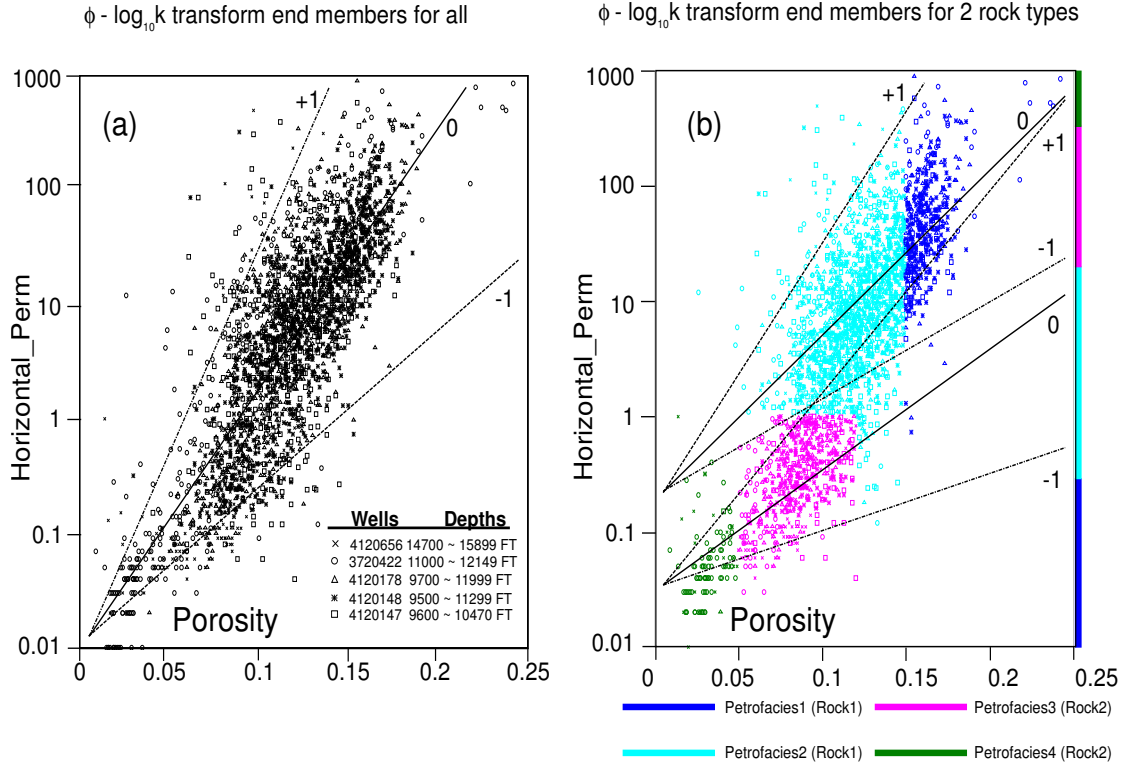 ϕ - log10k transform end members for all
ϕ - log10k transform end members for 2 rock types
(a)
+1
0
-1
1000
100
10
1
0.1
0.01
Horizontal_Perm
Wells Depths
× 4120656 14700 ~ 15899 FT
○ 3720422 11000 ~ 12149 FT
△ 4120178 9700 ~ 11999 FT
✳ 4120148 9500 ~ 11299 FT
□ 4120147 9600 ~ 10470 FT
Porosity
0 0.05 0.1 0.15 0.2 0.25
(b)
+1
0
+1
-1
0
-1
1000
100
10
1
0.1
0.01
Horizontal_Perm
Porosity
0 0.05 0.1 0.15 0.2 0.25
Petrofacies1 (Rock1) Petrofacies3 (Rock2)
Petrofacies2 (Rock1) Petrofacies4 (Rock2)